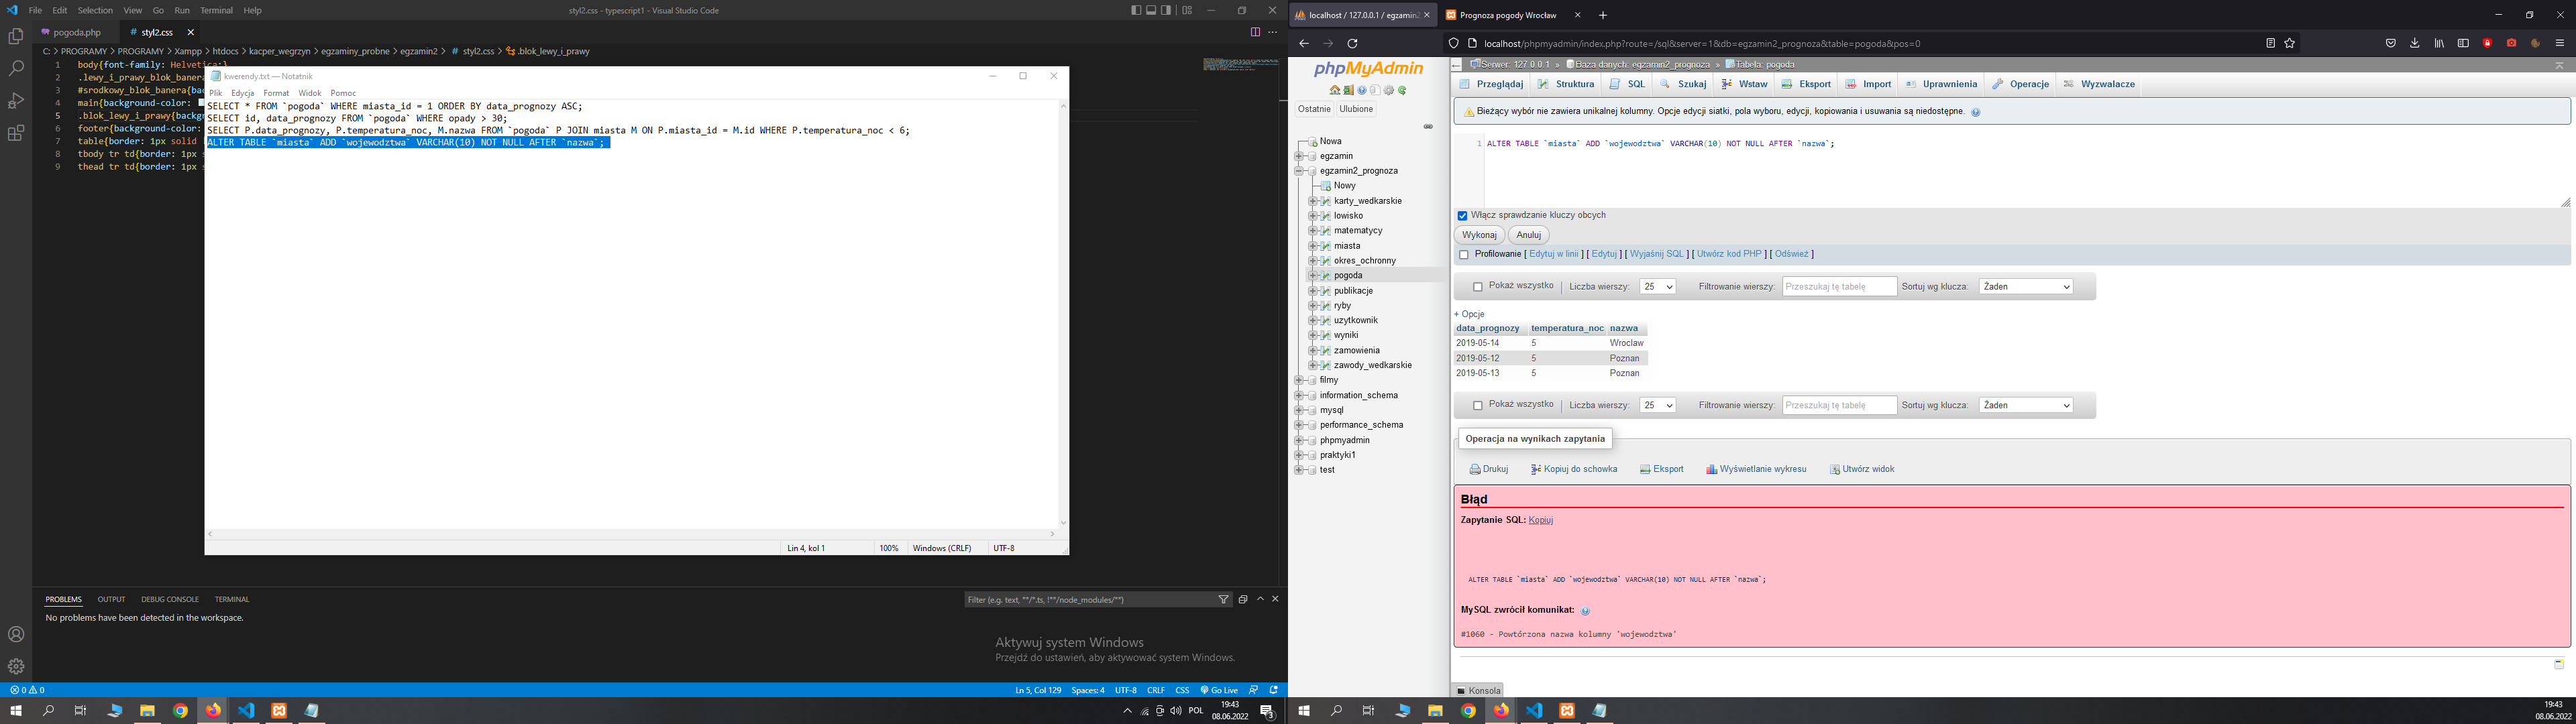 File Edit Selection View Go Run Terminal Help
styl2.css - typescript1 - Visual Studio Code
pogoda.php
# styl2.css
C: > PROGRAMY > PROGRAMY > Xampp > htdocs > kacper_wegrzyn > egzaminy_probne > egzamin2 > # styl2.css > .blok_lewy_i_prawy
1 body{font-family: Helvetica;}
2 .lewy_i_prawy_blok_banera
3 #srodkowy_blok_banera{
4 main{background-color:
5 .blok_lewy_i_prawy{
6 footer{background-color:
7 table{border: 1px solid
8 tbody tr td{border: 1px
9 thead tr td{border: 1px
kwerendy.txt — Notatnik
Plik Edycja Format Widok Pomoc
SELECT * FROM `pogoda` WHERE miasta_id = 1 ORDER BY data_prognozy ASC;
SELECT id, data_prognozy FROM `pogoda` WHERE opady > 30;
SELECT P.data_prognozy, P.temperatura_noc, M.nazwa FROM `pogoda` P JOIN miasta M ON P.miasta_id = M.id WHERE P.temperatura_noc < 6;
ALTER TABLE `miasta` ADD `wojewodztwa` VARCHAR(10) NOT NULL AFTER `nazwa`;
Lin 4, kol 1 100% Windows (CRLF) UTF-8
PROBLEMS OUTPUT DEBUG CONSOLE TERMINAL
Filter (e.g. text, **/*.ts, !**/node_modules/**)
No problems have been detected in the workspace.
Aktywuj system Windows
Przejdź do ustawień, aby aktywować system Windows.
0 0
Ln 5, Col 129 Spaces: 4 UTF-8 CRLF CSS Go Live
POL
19:43
08.06.2022
3
localhost / 127.0.0.1 / egzamin2
Prognoza pogody Wrocław
localhost/phpmyadmin/index.php?route=/sql&server=1&db=egzamin2_prognoza&table=pogoda&pos=0
phpMyAdmin
Ostatnie Ulubione
Nowa
egzamin
egzamin2_prognoza
Nowy
karty_wedkarskie
lowisko
matematycy
miasta
okres_ochronny
pogoda
publikacje
ryby
uzytkownik
wyniki
zamowienia
zawody_wedkarskie
filmy
information_schema
mysql
performance_schema
phpmyadmin
praktyki1
test
Serwer: 127.0.0.1 » Baza danych: egzamin2_prognoza » Tabela: pogoda
Przeglądaj Struktura SQL Szukaj Wstaw Eksport Import Uprawnienia Operacje Wyzwalacze
Bieżący wybór nie zawiera unikalnej kolumny. Opcje edycji siatki, pola wyboru, edycji, kopiowania i usuwania są niedostępne.
1 ALTER TABLE `miasta` ADD `wojewodztwa` VARCHAR(10) NOT NULL AFTER `nazwa`;
Włącz sprawdzanie kluczy obcych
Wykonaj Anuluj
Profilowanie [ Edytuj w linii ] [ Edytuj ] [ Wyjaśnij SQL ] [ Utwórz kod PHP ] [ Odśwież ]
Pokaż wszystko Liczba wierszy: 25 Filtrowanie wierszy: Przeszukaj tę tabelę Sortuj wg klucza: Żaden
+ Opcje
data_prognozy temperatura_noc nazwa
2019-05-14 5 Wroclaw
2019-05-12 5 Poznan
2019-05-13 5 Poznan
Pokaż wszystko Liczba wierszy: 25 Filtrowanie wierszy: Przeszukaj tę tabelę Sortuj wg klucza: Żaden
Operacja na wynikach zapytania
Drukuj Kopiuj do schowka Eksport Wyświetlanie wykresu Utwórz widok
Błąd
Zapytanie SQL: Kopiuj
ALTER TABLE `miasta` ADD `wojewodztwa` VARCHAR(10) NOT NULL AFTER `nazwa`;
MySQL zwrócił komunikat:
#1060 - Powtórzona nazwa kolumny 'wojewodztwa'
Konsola
19:43
08.06.2022